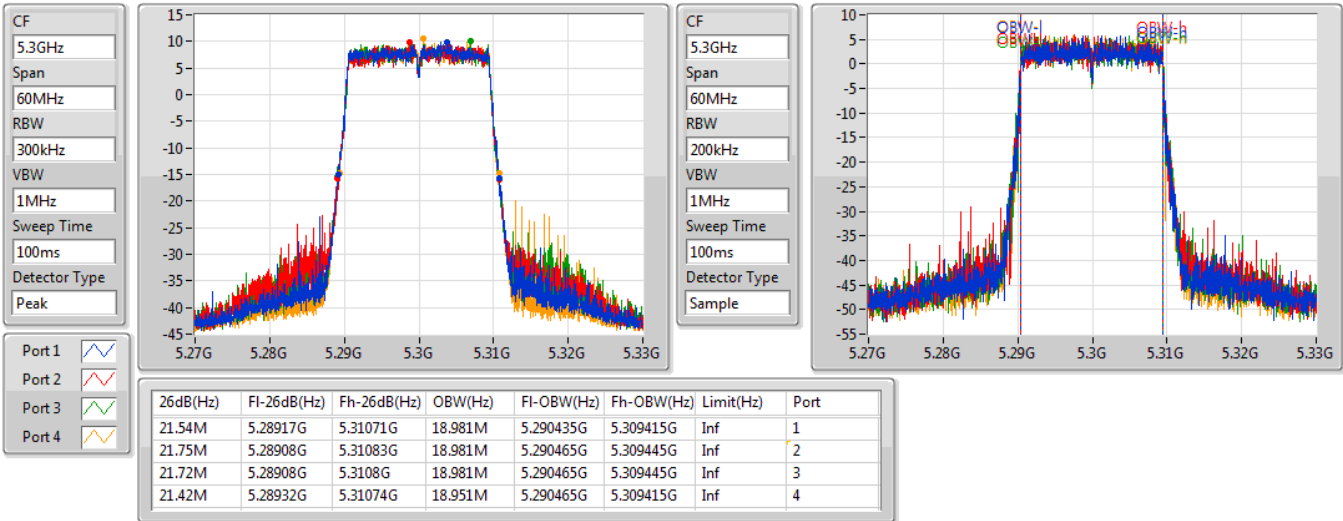 CF
5.3GHz
Span
60MHz
RBW
300kHz
VBW
1MHz
Sweep Time
100ms
Detector Type
Peak
15
10
5
0
-5
-10
-15
-20
-25
-30
-35
-40
-45
5.27G 5.28G 5.29G 5.3G 5.31G 5.32G 5.33G
CF
5.3GHz
Span
60MHz
RBW
200kHz
VBW
1MHz
Sweep Time
100ms
Detector Type
Sample
10
5
0
-5
-10
-15
-20
-25
-30
-35
-40
-45
-50
-55
OBW-l OBW-h
5.27G 5.28G 5.29G 5.3G 5.31G 5.32G 5.33G
Port 1
Port 2
Port 3
Port 4
26dB(Hz) Fl-26dB(Hz) Fh-26dB(Hz) OBW(Hz) Fl-OBW(Hz) Fh-OBW(Hz) Limit(Hz) Port
21.54M 5.28917G 5.31071G 18.981M 5.290435G 5.309415G Inf 1
21.75M 5.28908G 5.31083G 18.981M 5.290465G 5.309445G Inf 2
21.72M 5.28908G 5.3108G 18.981M 5.290465G 5.309445G Inf 3
21.42M 5.28932G 5.31074G 18.951M 5.290465G 5.309415G Inf 4